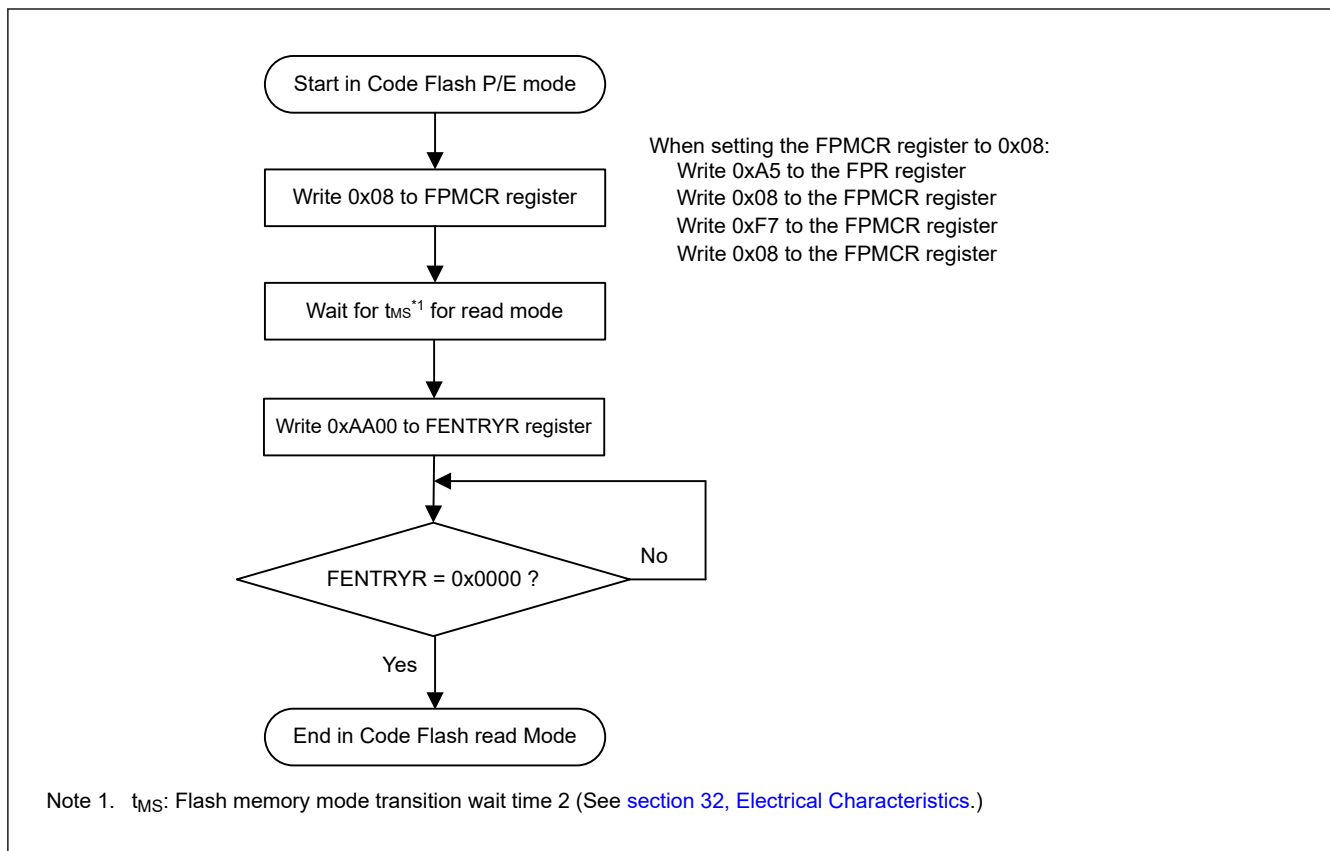 Start in Code Flash P/E mode
When setting the FPMCR register to 0x08:
Write 0xA5 to the FPR register
Write 0x08 to FPMCR register
Write 0x08 to the FPMCR register
Write 0xF7 to the FPMCR register
Write 0x08 to the FPMCR register
Wait for tMS*1 for read mode
Write 0xAA00 to FENTRYR register
No
FENTRYR = 0x0000 ?
Yes
End in Code Flash read Mode
Note 1. tMS: Flash memory mode transition wait time 2 (See section 32, Electrical Characteristics.)